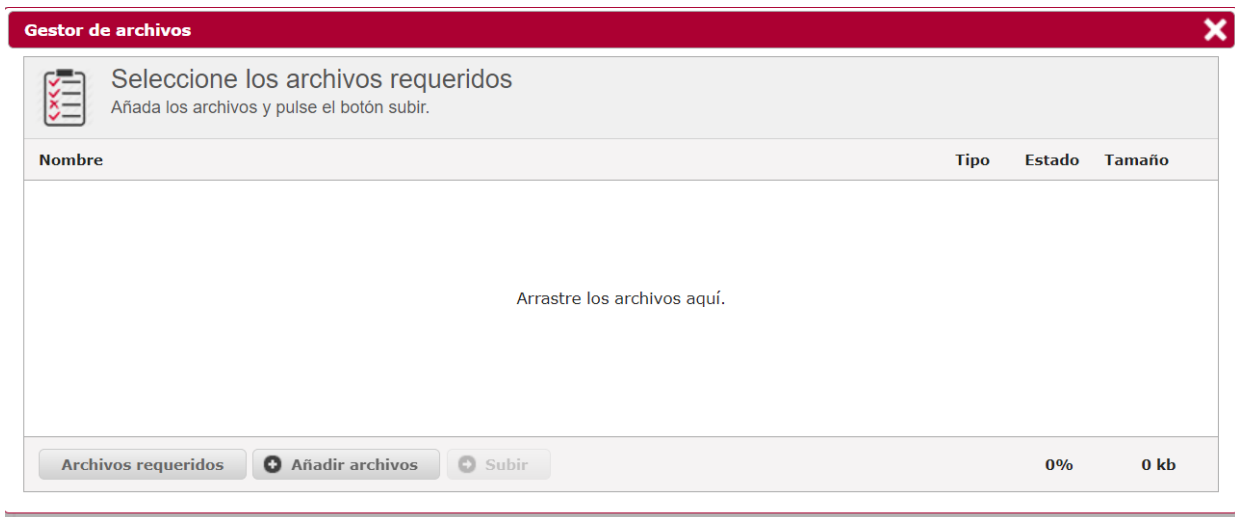 Gestor de archivos
Seleccione los archivos requeridos
Añada los archivos y pulse el botón subir.
Nombre Tipo Estado Tamaño
Arrastre los archivos aquí.
Archivos requeridos Añadir archivos Subir 0% 0 kb